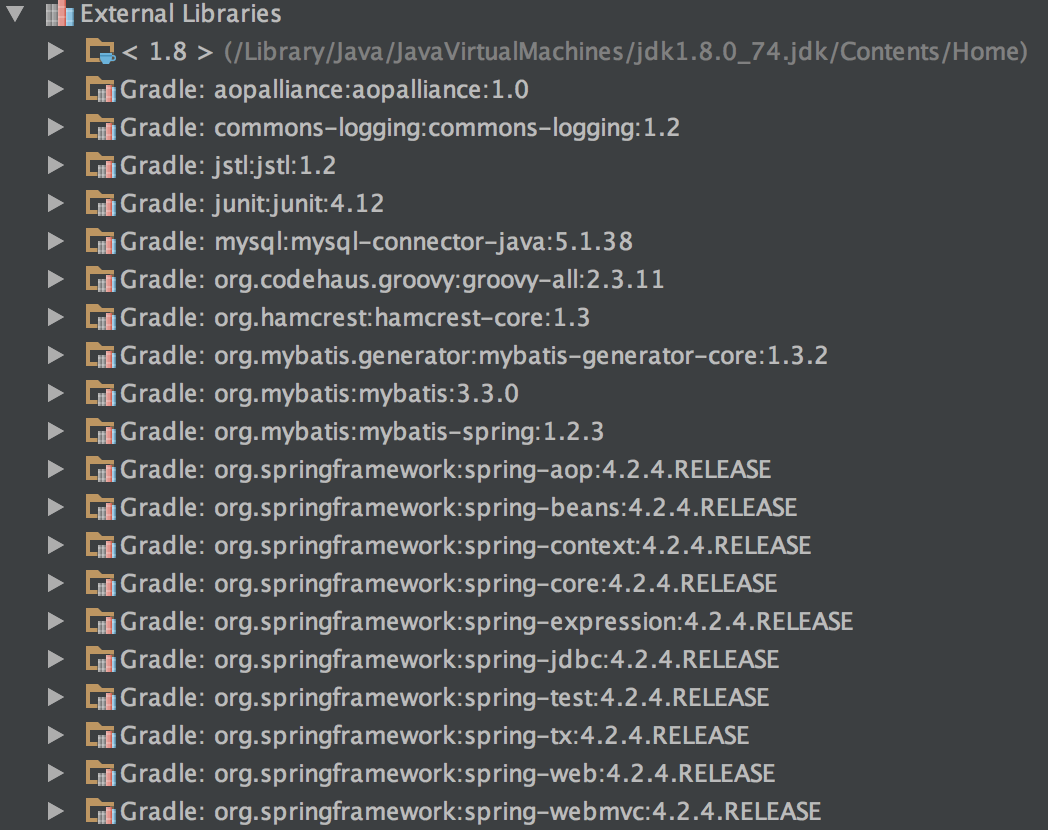 External Libraries
< 1.8 > (/Library/Java/JavaVirtualMachines/jdk1.8.0_74.jdk/Contents/Home)
Gradle: aopalliance:aopalliance:1.0
Gradle: commons-logging:commons-logging:1.2
Gradle: jstl:jstl:1.2
Gradle: junit:junit:4.12
Gradle: mysql:mysql-connector-java:5.1.38
Gradle: org.codehaus.groovy:groovy-all:2.3.11
Gradle: org.hamcrest:hamcrest-core:1.3
Gradle: org.mybatis.generator:mybatis-generator-core:1.3.2
Gradle: org.mybatis:mybatis:3.3.0
Gradle: org.mybatis:mybatis-spring:1.2.3
Gradle: org.springframework:spring-aop:4.2.4.RELEASE
Gradle: org.springframework:spring-beans:4.2.4.RELEASE
Gradle: org.springframework:spring-context:4.2.4.RELEASE
Gradle: org.springframework:spring-core:4.2.4.RELEASE
Gradle: org.springframework:spring-expression:4.2.4.RELEASE
Gradle: org.springframework:spring-jdbc:4.2.4.RELEASE
Gradle: org.springframework:spring-test:4.2.4.RELEASE
Gradle: org.springframework:spring-tx:4.2.4.RELEASE
Gradle: org.springframework:spring-web:4.2.4.RELEASE
Gradle: org.springframework:spring-webmvc:4.2.4.RELEASE